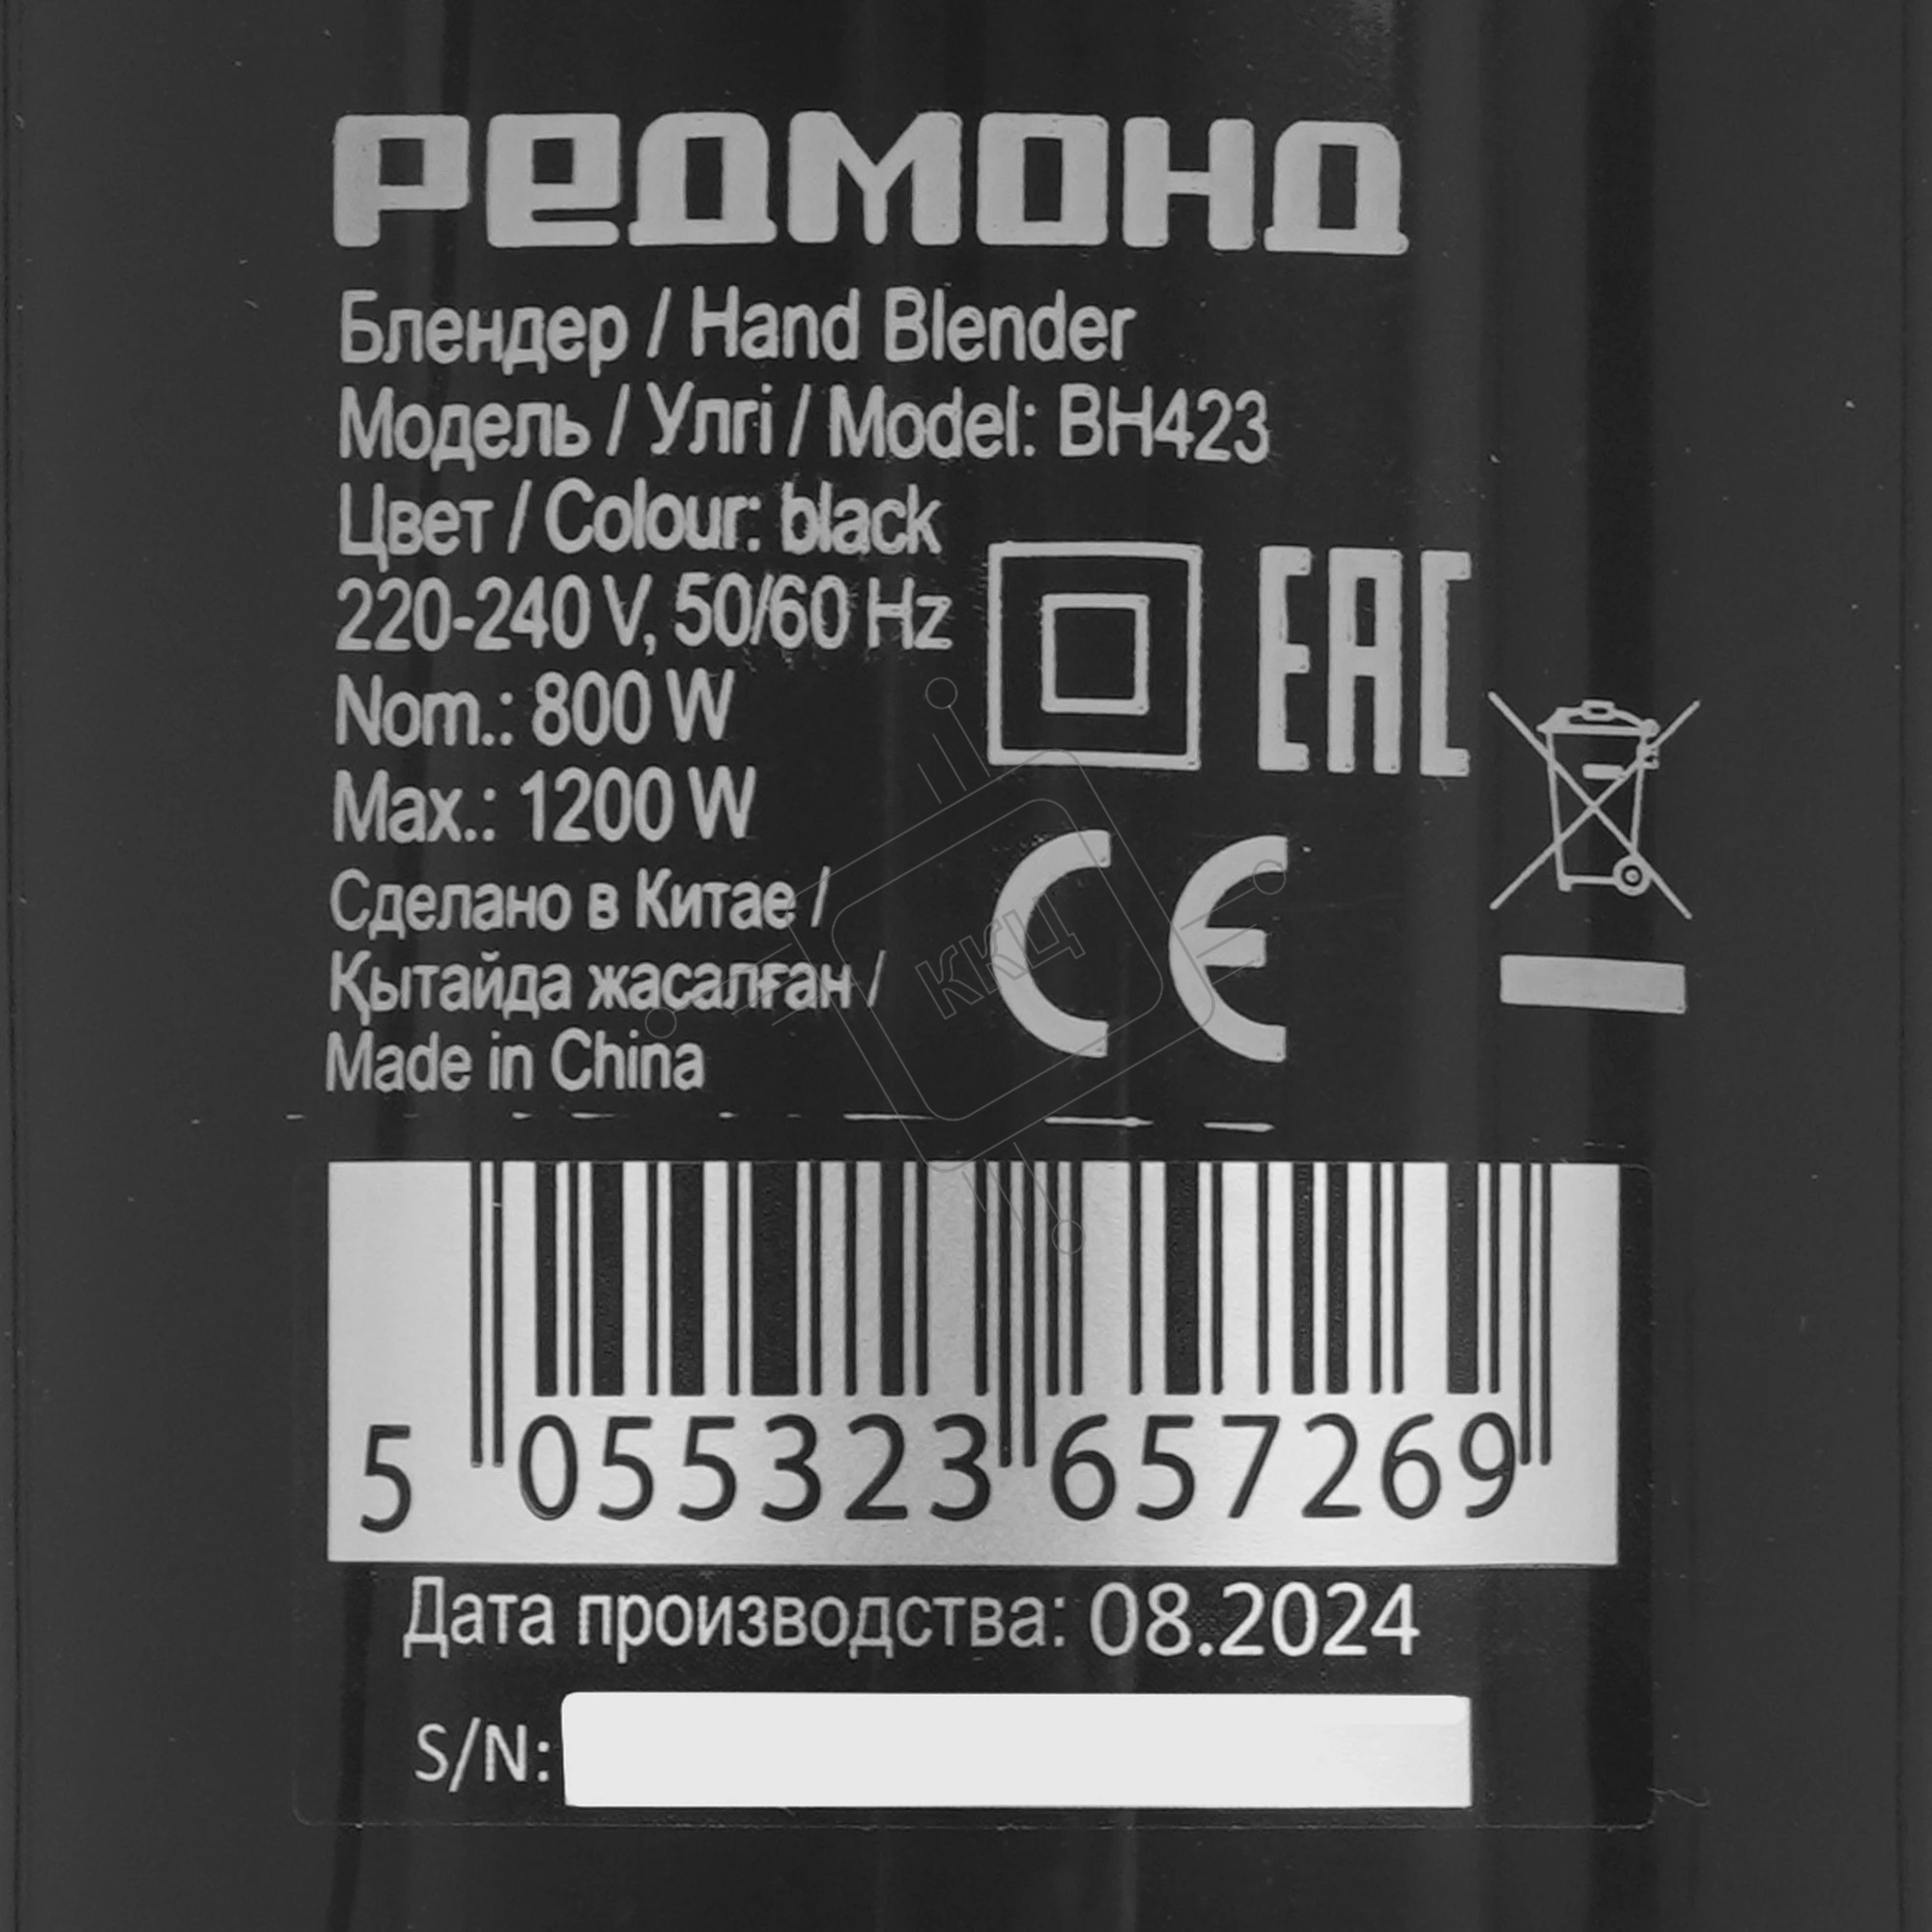 РЕДМОНД
Блендер / Hand Blender
Модель / Улгі / Model: BH423
Цвет / Colour: black
220-240 V, 50/60 Hz
Nom.: 800 W
Max.: 1200 W
EAC
Сделано в Китае /
Қытайда жасалған /
Made in China
CE
ККЦ
5 055323 657269
Дата производства: 08.2024
S/N: